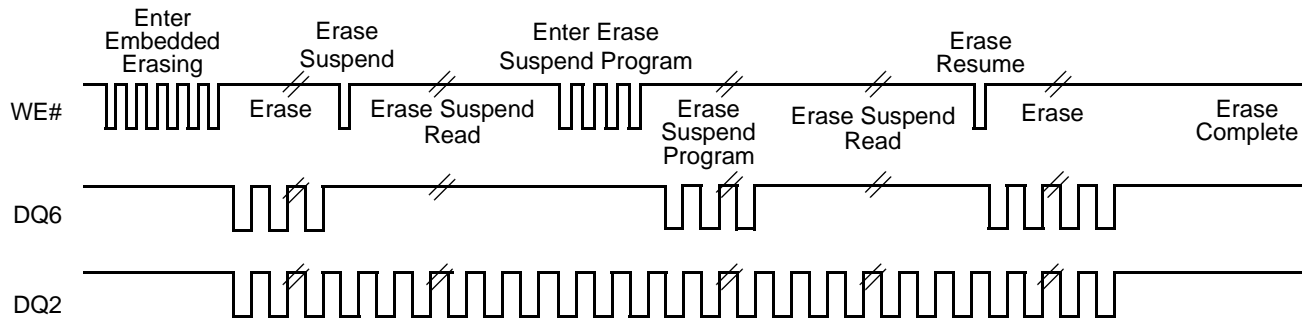 Enter
Embedded
Erasing
Erase
Suspend
Enter Erase
Suspend Program
Erase
Resume
WE#
Erase
Erase Suspend
Read
Erase
Suspend
Program
Erase Suspend
Read
Erase
Erase
Complete
DQ6
DQ2